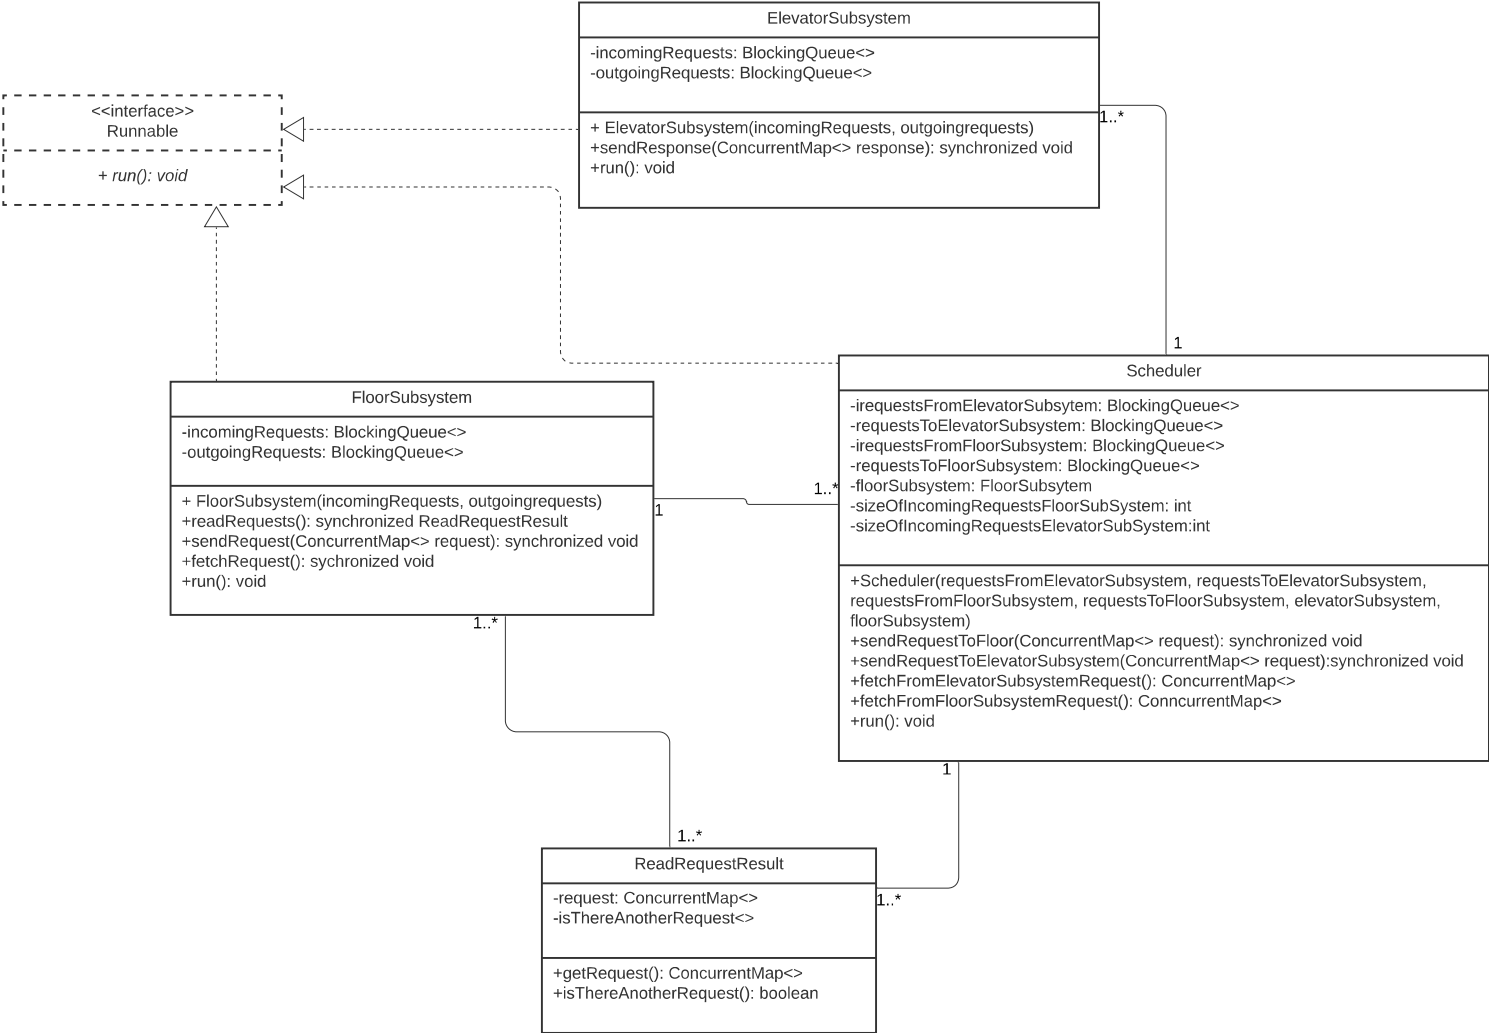 ElevatorSubsystem
-incomingRequests: BlockingQueue<>
-outgoingRequests: BlockingQueue<>
+ ElevatorSubsystem(incomingRequests, outgoingrequests)
+sendResponse(ConcurrentMap<> response): synchronized void
+run(): void
1..*
<<interface>>
Runnable
+ run(): void
1
Scheduler
-irequestsFromElevatorSubsytem: BlockingQueue<>
-requestsToElevatorSubsystem: BlockingQueue<>
-irequestsFromFloorSubsystem: BlockingQueue<>
-requestsToFloorSubsystem: BlockingQueue<>
-floorSubsystem: FloorSubsytem
-sizeOfIncomingRequestsFloorSubSystem: int
-sizeOfIncomingRequestsElevatorSubSystem:int
+Scheduler(requestsFromElevatorSubsystem, requestsToElevatorSubsystem,
requestsFromFloorSubsystem, requestsToFloorSubsystem, elevatorSubsystem,
floorSubsystem)
+sendRequestToFloor(ConcurrentMap<> request): synchronized void
+sendRequestToElevatorSubsystem(ConcurrentMap<> request):synchronized void
+fetchFromElevatorSubsystemRequest(): ConcurrentMap<>
+fetchFromFloorSubsystemRequest(): ConncurrentMap<>
+run(): void
FloorSubsystem
-incomingRequests: BlockingQueue<>
-outgoingRequests: BlockingQueue<>
+ FloorSubsystem(incomingRequests, outgoingrequests)
+readRequests(): synchronized ReadRequestResult
+sendRequest(ConcurrentMap<> request): synchronized void
+fetchRequest(): sychronized void
+run(): void
1..*
1
1..*
1
1..*
1..*
ReadRequestResult
-request: ConcurrentMap<>
-isThereAnotherRequest<>
+getRequest(): ConcurrentMap<>
+isThereAnotherRequest(): boolean